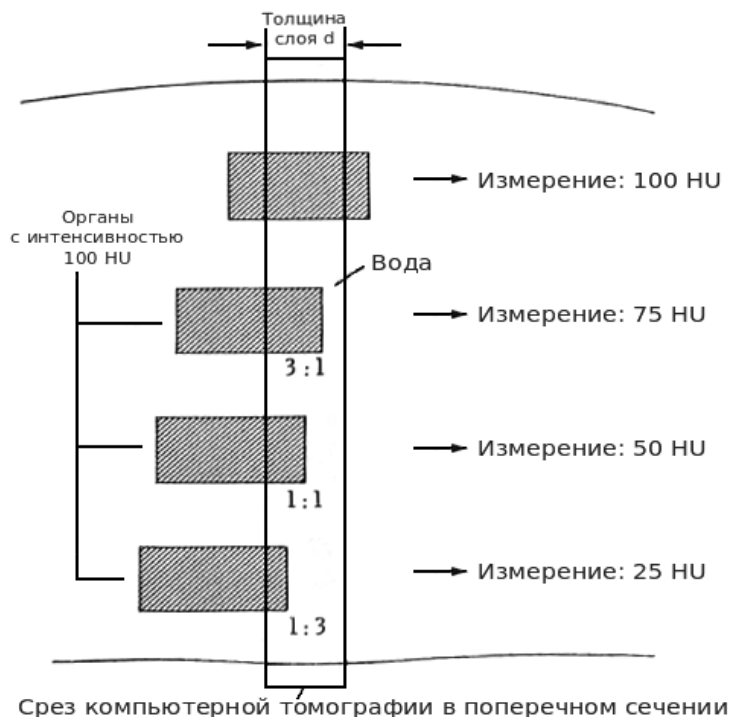 Толщина
слоя d
Измерение: 100 HU
Органы
с интенсивностью
100 HU
Вода
Измерение: 75 HU
3 : 1
Измерение: 50 HU
1 : 1
Измерение: 25 HU
1 : 3
Срез компьютерной томографии в поперечном сечении